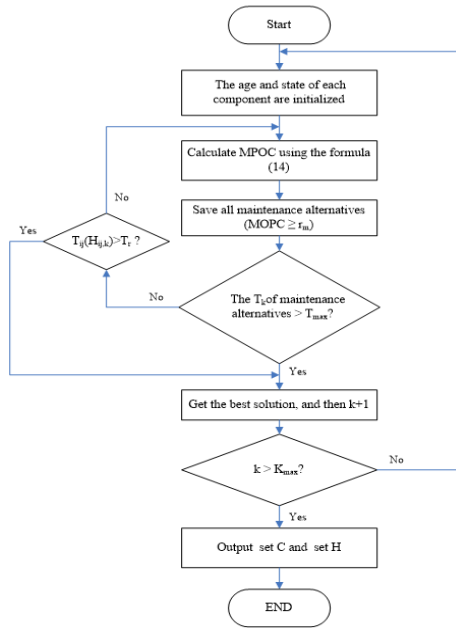 Start
The age and state of each
component are initialized
Calculate MPOC using the formula
(14)
No
Save all maintenance alternatives
(MOPC ≥ rm)
Yes
Tij(Hij,k)>Tr ?
No
The Tk of maintenance
alternatives > Tmax?
Yes
Get the best solution, and then k+1
k > Kmax?
No
Yes
Output set C and set H
END